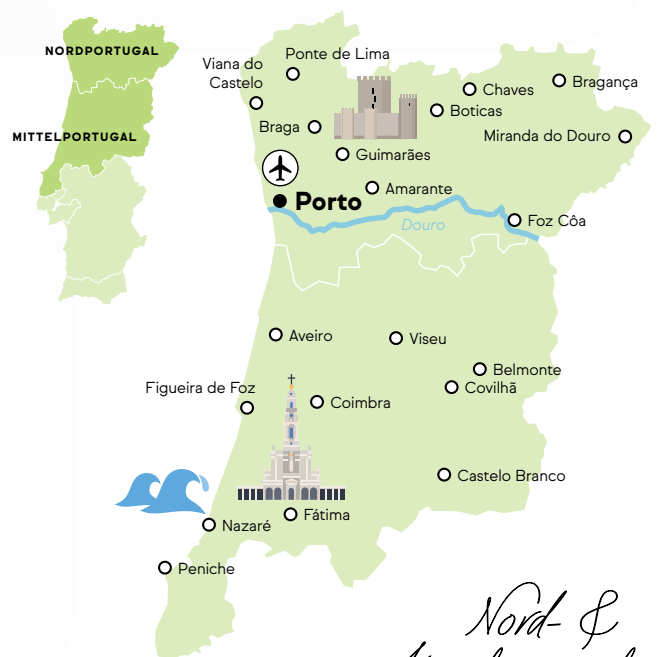 NORDPORTUGAL
MITTELPORTUGAL
Ponte de Lima
Viana do
Castelo
Chaves
Bragança
Boticas
Braga
Miranda do Douro
Guimarães
Amarante
Porto
Foz Côa
Douro
Aveiro
Viseu
Belmonte
Covilhã
Figueira de Foz
Coimbra
Castelo Branco
Fátima
Nazaré
Peniche
Nord- &